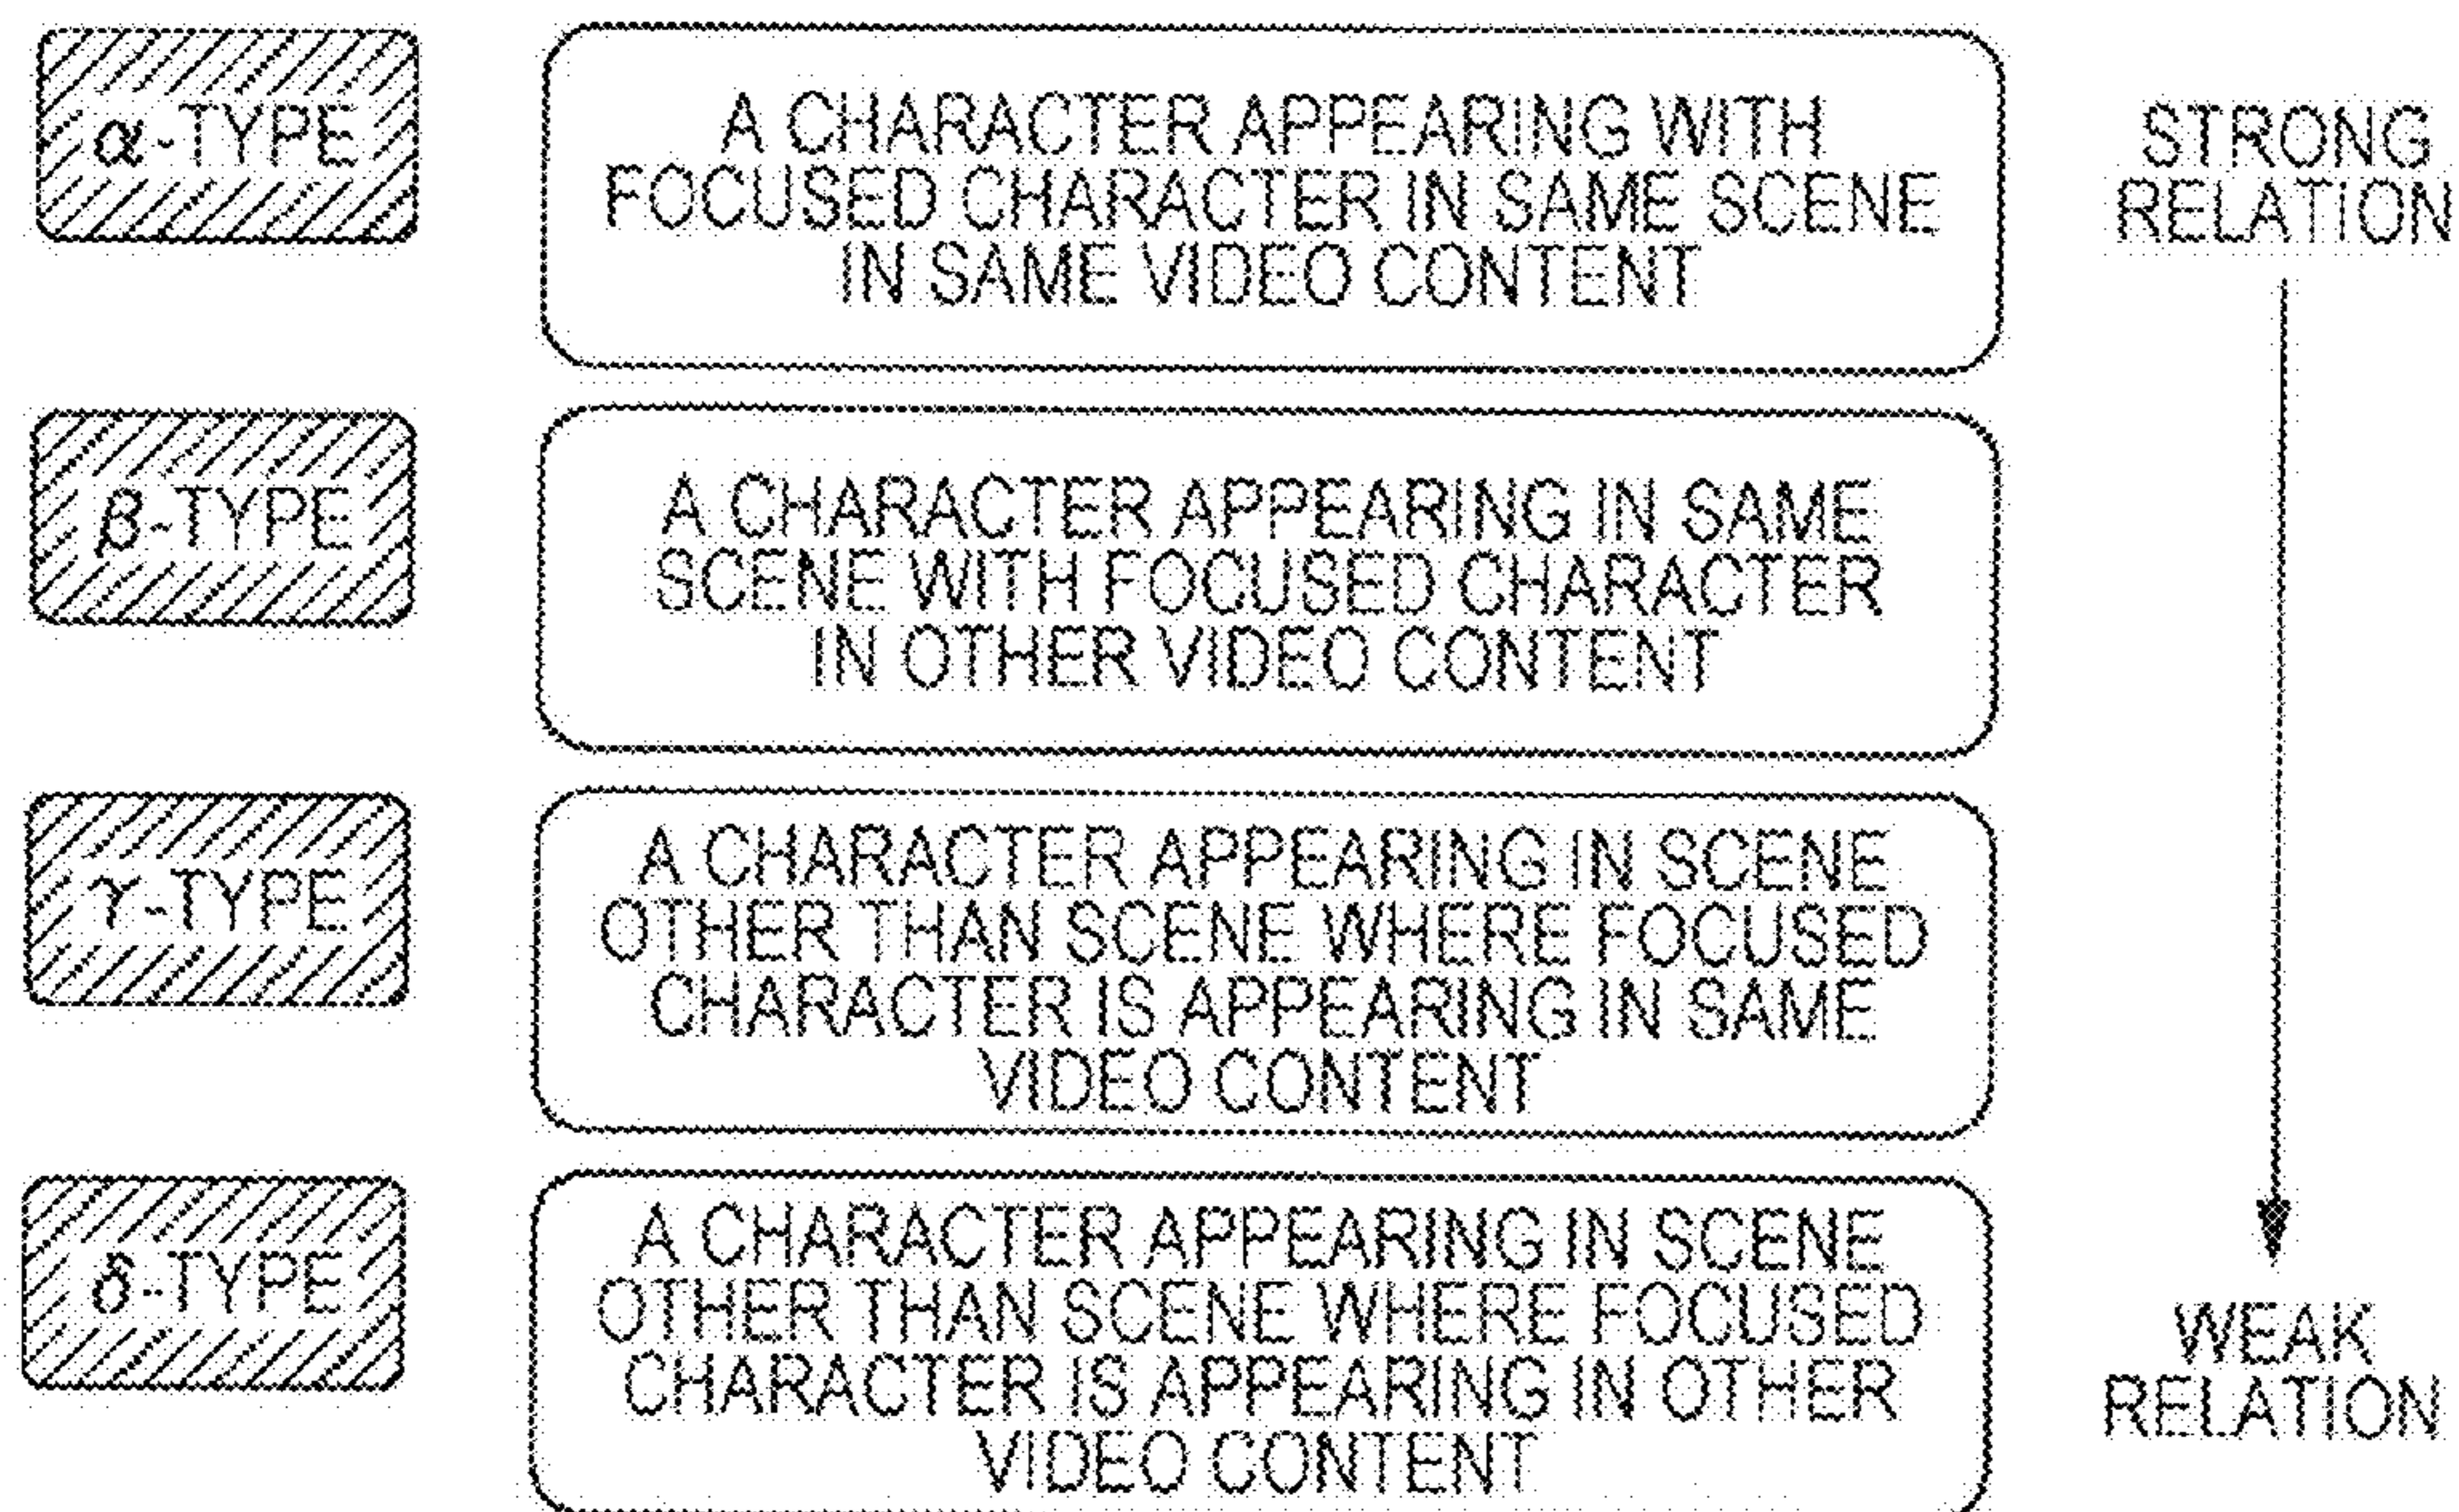 α-TYPE
A CHARACTER APPEARING WITH
FOCUSED CHARACTER IN SAME SCENE
IN SAME VIDEO CONTENT
STRONG
RELATION
β-TYPE
A CHARACTER APPEARING IN SAME
SCENE WITH FOCUSED CHARACTER
IN OTHER VIDEO CONTENT
γ-TYPE
A CHARACTER APPEARING IN SCENE
OTHER THAN SCENE WHERE FOCUSED
CHARACTER IS APPEARING IN SAME
VIDEO CONTENT
δ-TYPE
A CHARACTER APPEARING IN SCENE
OTHER THAN SCENE WHERE FOCUSED
CHARACTER IS APPEARING IN OTHER
VIDEO CONTENT
WEAK
RELATION